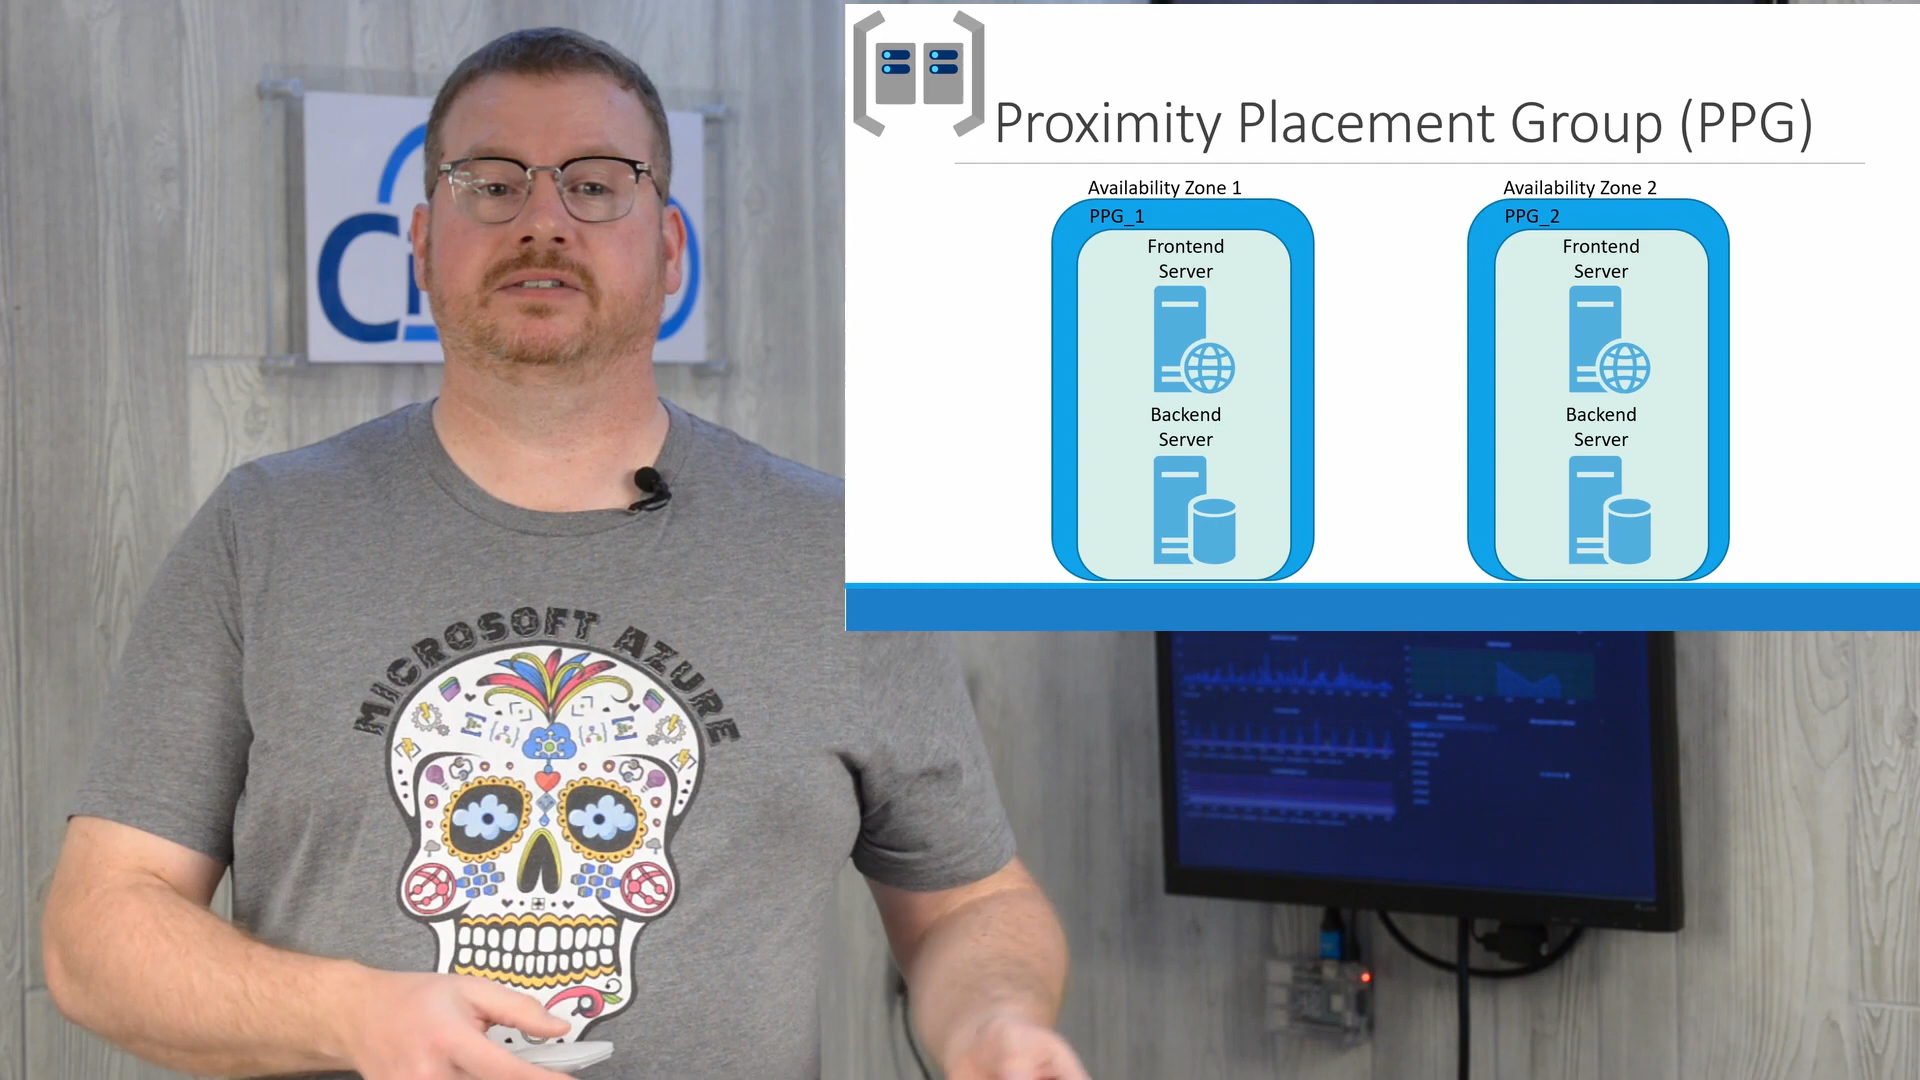 Proximity Placement Group (PPG)
Availability Zone 1
PPG_1
Frontend
Server
Backend
Server
Availability Zone 2
PPG_2
Frontend
Server
Backend
Server
MICROSOFT AZURE